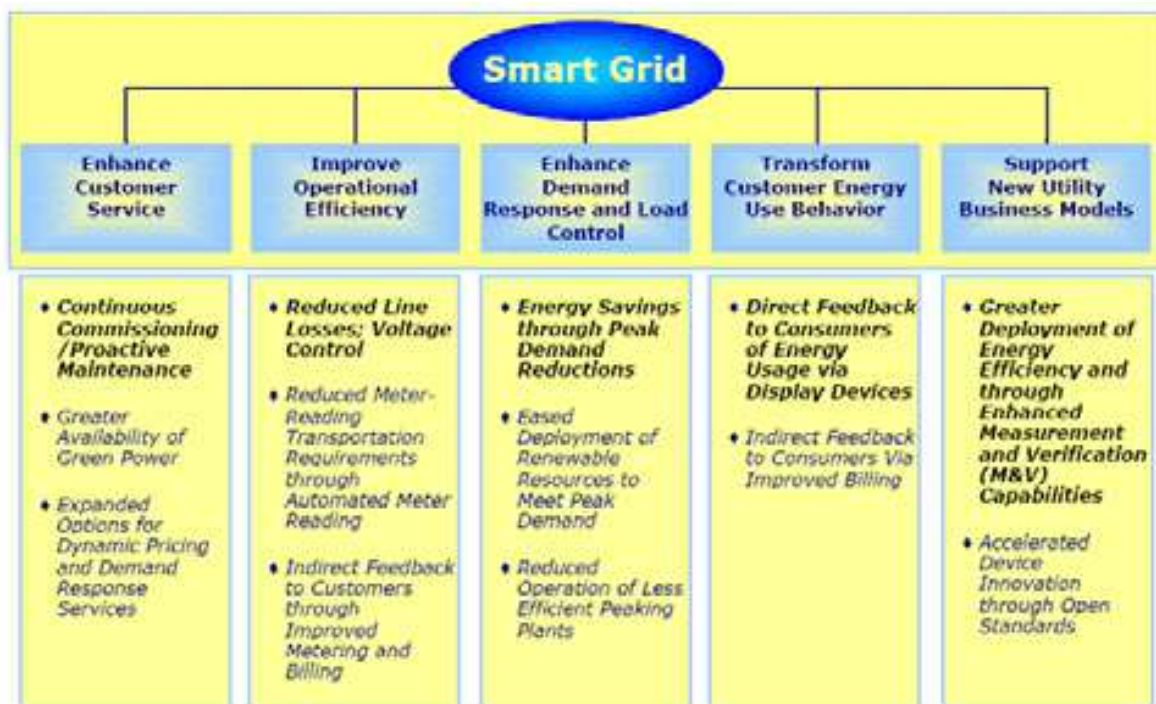 Smart Grid
Enhance
Customer
Service
Improve
Operational
Efficiency
Enhance
Demand
Response and Load
Control
Transform
Customer Energy
Use Behavior
Support
New Utility
Business Models
♦ Continuous
Commissioning
/Proactive
Maintenance
♦ Greater
Availability of
Green Power
♦ Expanded
Options for
Dynamic Pricing
and Demand
Response
Services
♦ Reduced Line
Losses; Voltage
Control
♦ Reduced Meter-
Reading
Transportation
Requirements
through
Automated Meter
Reading
♦ Indirect Feedback
to Customers
through
Improved
Metering and
Billing
♦ Energy Savings
through Peak
Demand
Reductions
♦ Eased
Deployment of
Renewable
Resources to
Meet Peak
Demand
♦ Reduced
Operation of Less
Efficient Peaking
Plants
♦ Direct Feedback
to Consumers
of Energy
Usage via
Display Devices
♦ Indirect Feedback
to Consumers Via
Improved Billing
♦ Greater
Deployment of
Energy
Efficiency and
through
Enhanced
Measurement
and Verification
(M&V)
Capabilities
♦ Accelerated
Device
Innovation
through Open
Standards